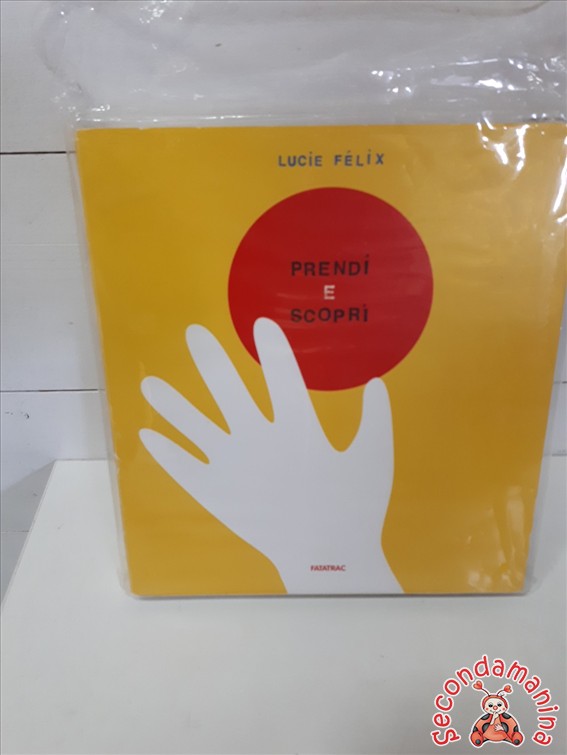 LUCiE FÉLiX
PRENDi
E
SCOPRi
FATATRAC
Secondamanina